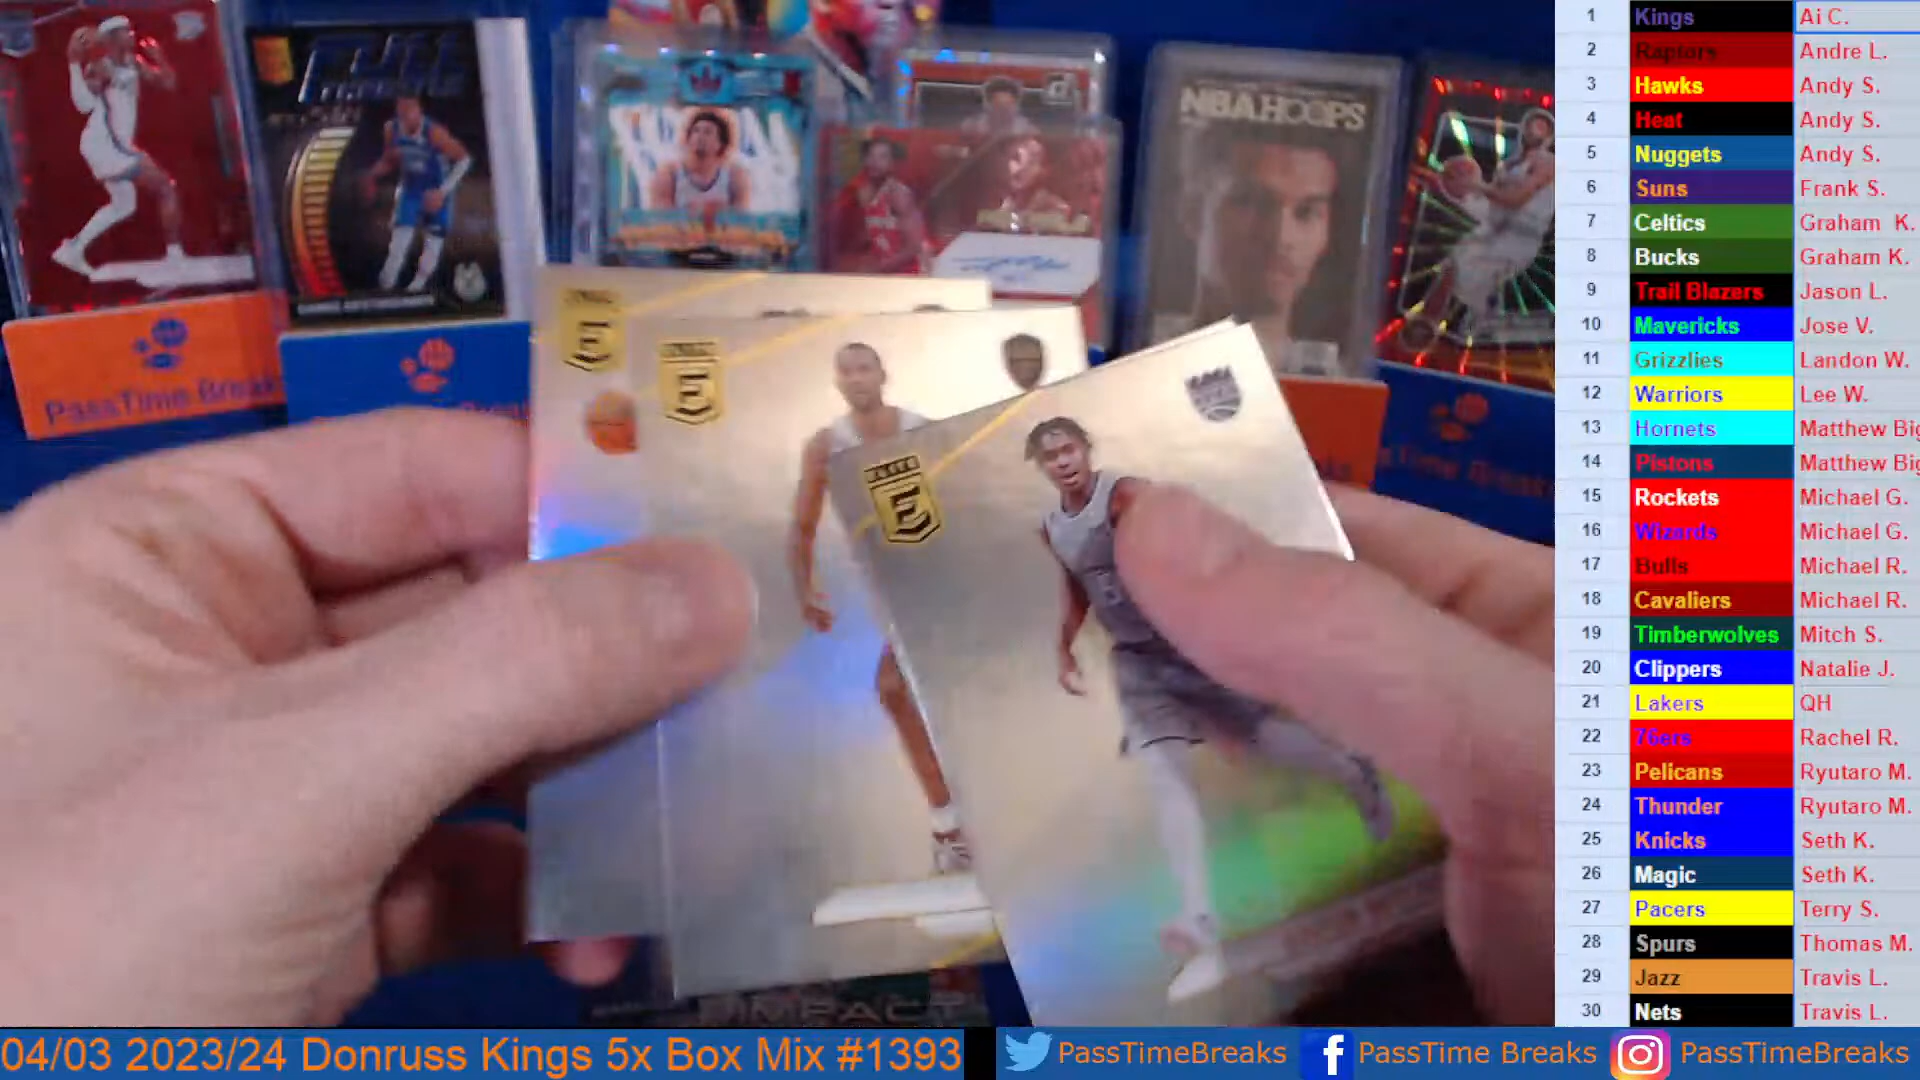 NBA HOOPS
PassTime Break
ELITE
E
E
E
IMPACT
1 Kings Ai C.
2 Raptors Andre L.
3 Hawks Andy S.
4 Heat Andy S.
5 Nuggets Andy S.
6 Suns Frank S.
7 Celtics Graham K.
8 Bucks Graham K.
9 Trail Blazers Jason L.
10 Mavericks Jose V.
11 Grizzlies Landon W.
12 Warriors Lee W.
13 Hornets Matthew Big
14 Pistons Matthew Big
15 Rockets Michael G.
16 Wizards Michael G.
17 Bulls Michael R.
18 Cavaliers Michael R.
19 Timberwolves Mitch S.
20 Clippers Natalie J.
21 Lakers QH
22 76ers Rachel R.
23 Pelicans Ryutaro M.
24 Thunder Ryutaro M.
25 Knicks Seth K.
26 Magic Seth K.
27 Pacers Terry S.
28 Spurs Thomas M.
29 Jazz Travis L.
30 Nets Travis L.
04/03 2023/24 Donruss Kings 5x Box Mix #1393
PassTimeBreaks
PassTime Breaks
PassTimeBreaks